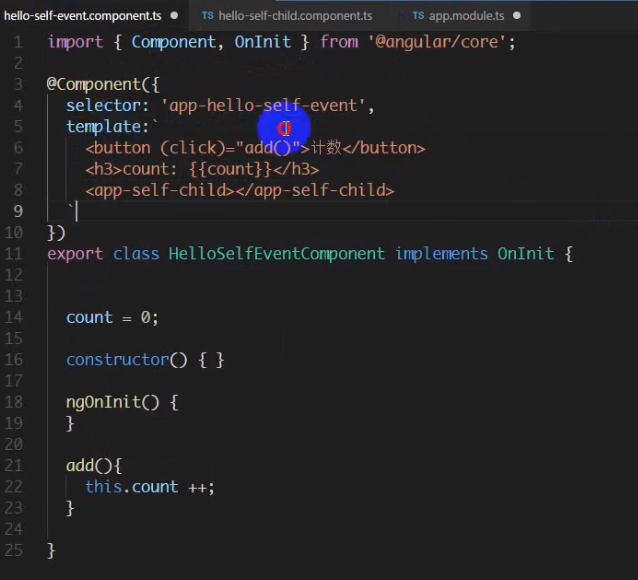 hello-self-event.component.ts TS hello-self-child.component.ts TS app.module.ts
1 import { Component, OnInit } from '@angular/core';
2
3 @Component({
4 selector: 'app-hello-self-event',
5 template:`
6 <button (click)="add()">计数</button>
7 <h3>count: {{count}}</h3>
8 <app-self-child></app-self-child>
9 `
10 })
11 export class HelloSelfEventComponent implements OnInit {
12
13
14 count = 0;
15
16 constructor() { }
17
18 ngOnInit() {
19 }
20
21 add(){
22 this.count ++;
23 }
24
25 }